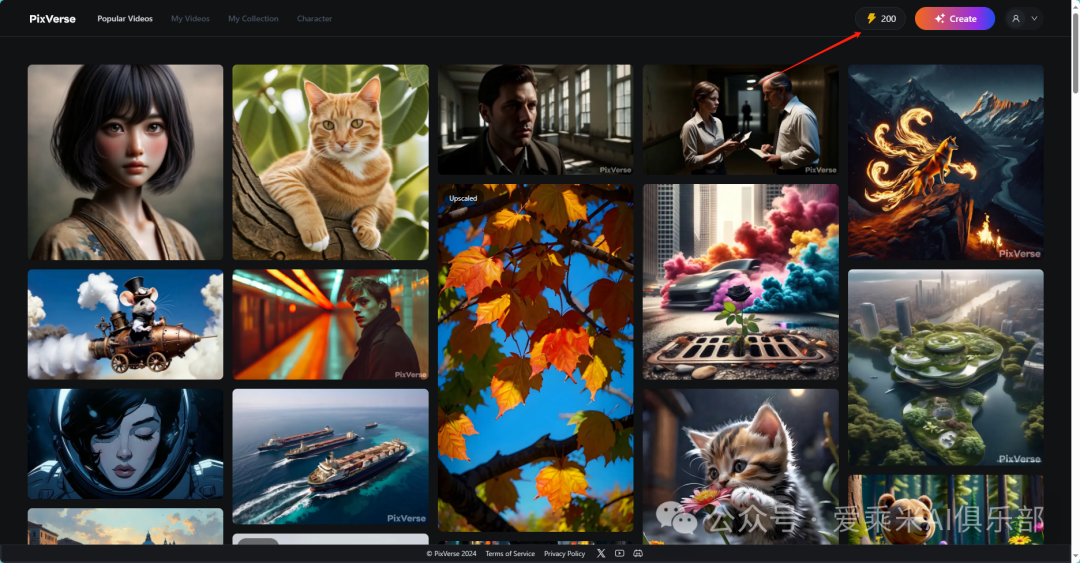 PixVerse Popular Videos My Videos My Collection Character 200 Create
PixVerse
PixVerse
Upscaled
PixVerse
PixVerse
PixVerse
PixVerse
公众号 · 爱乘米AI俱乐部
© PixVerse 2024 Terms of Service Privacy Policy